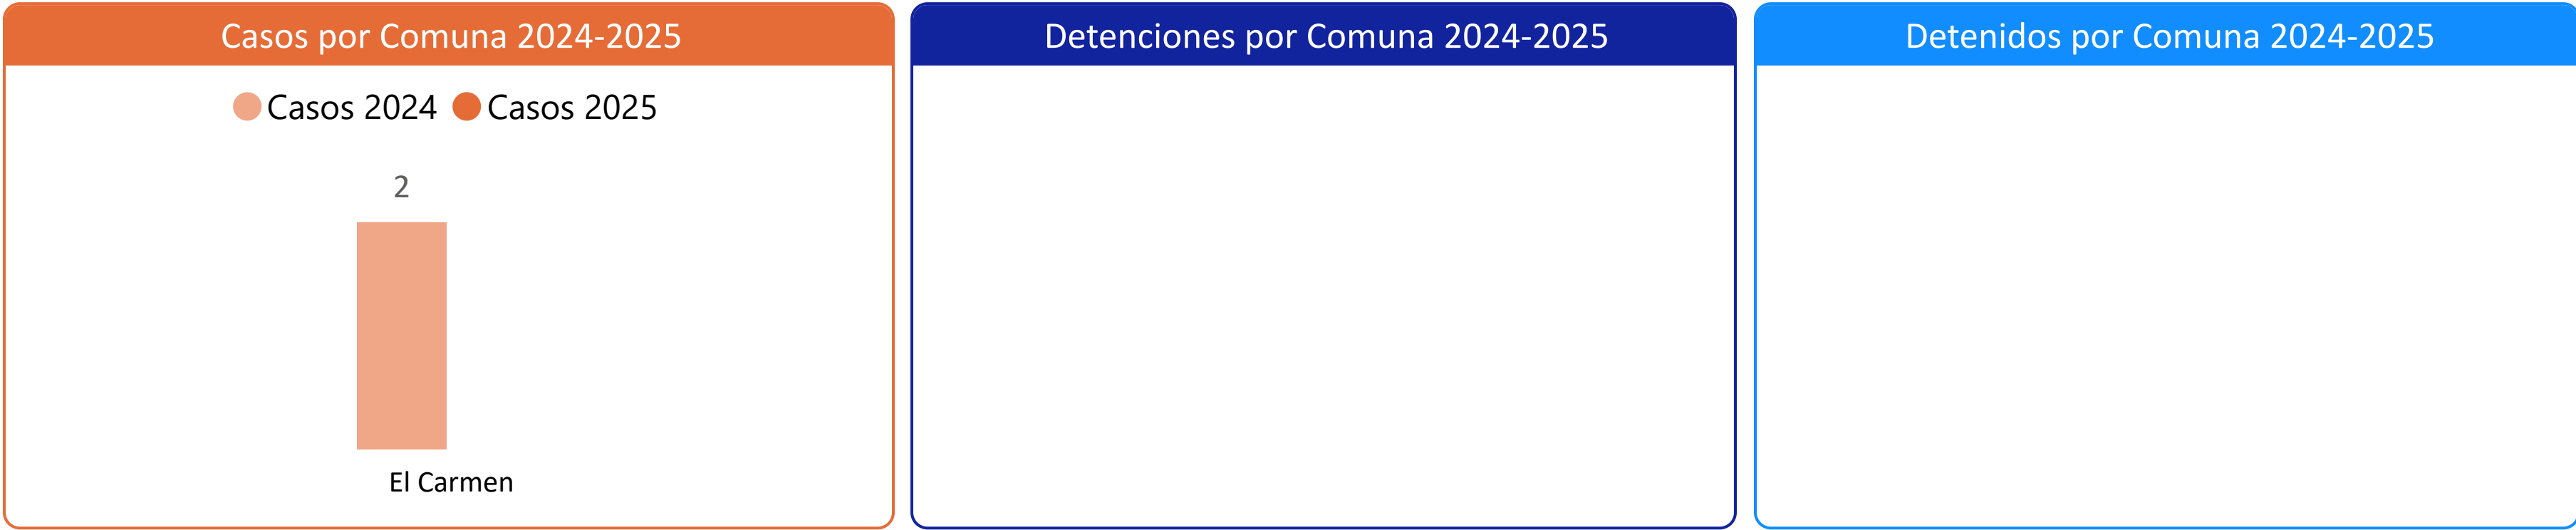 Casos por Comuna 2024-2025
Casos 2024 Casos 2025
2
El Carmen
Detenciones por Comuna 2024-2025
Detenidos por Comuna 2024-2025